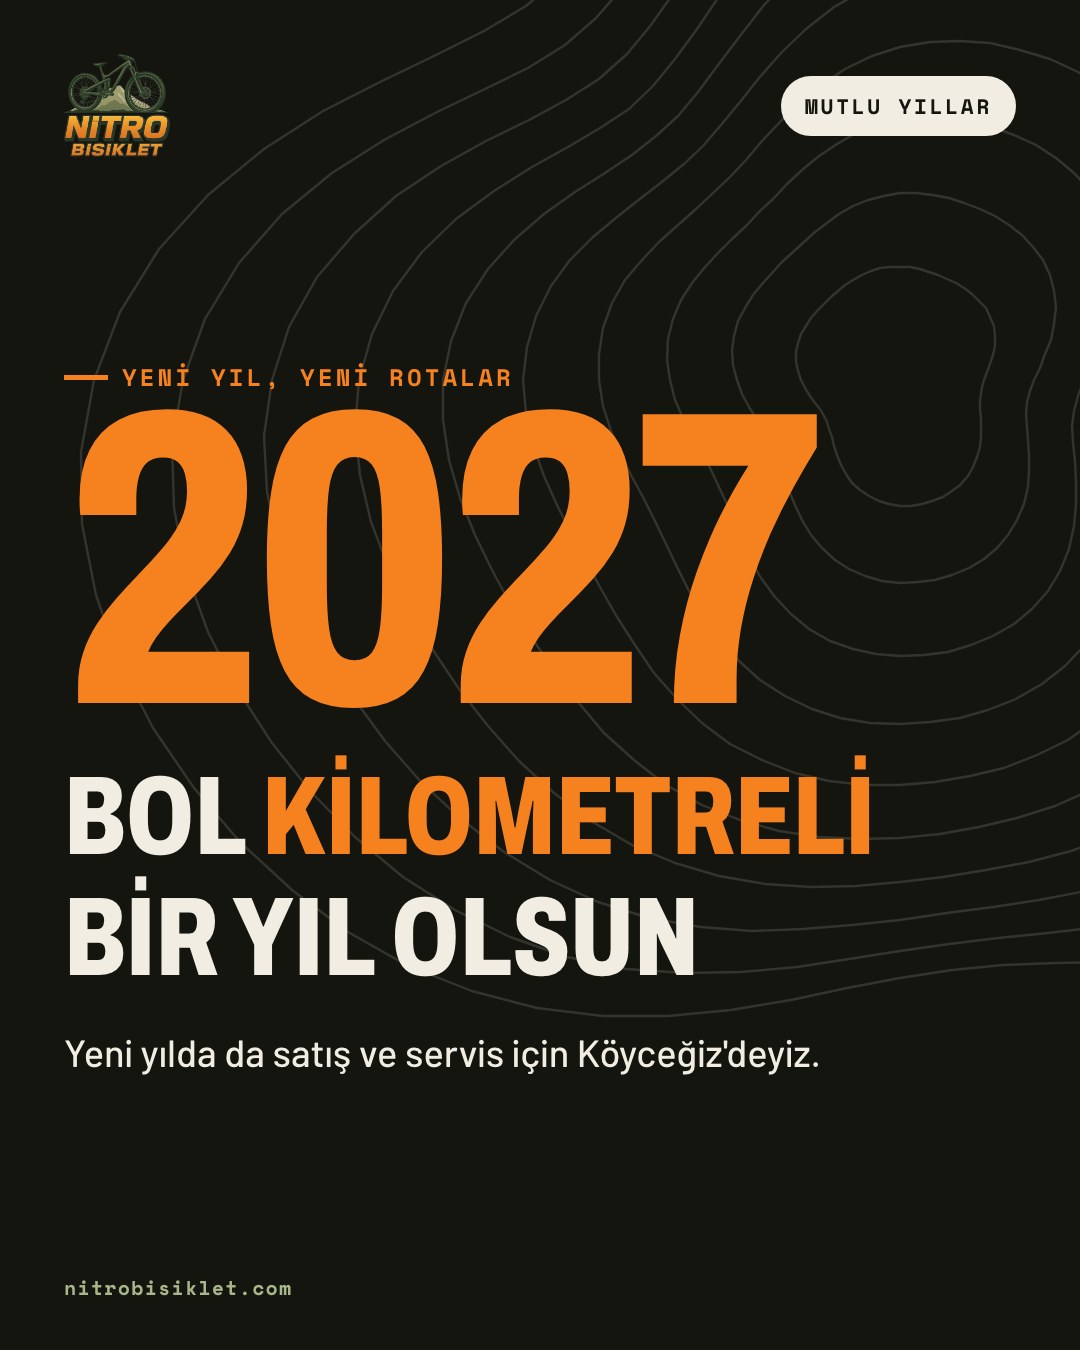 NITRO
BISIKLET
MUTLU YILLAR
YENİ YIL, YENİ ROTALAR
2027
BOL KİLOMETRELİ
BİR YIL OLSUN
Yeni yılda da satış ve servis için Köyceğiz'deyiz.
nitrobisiklet.com